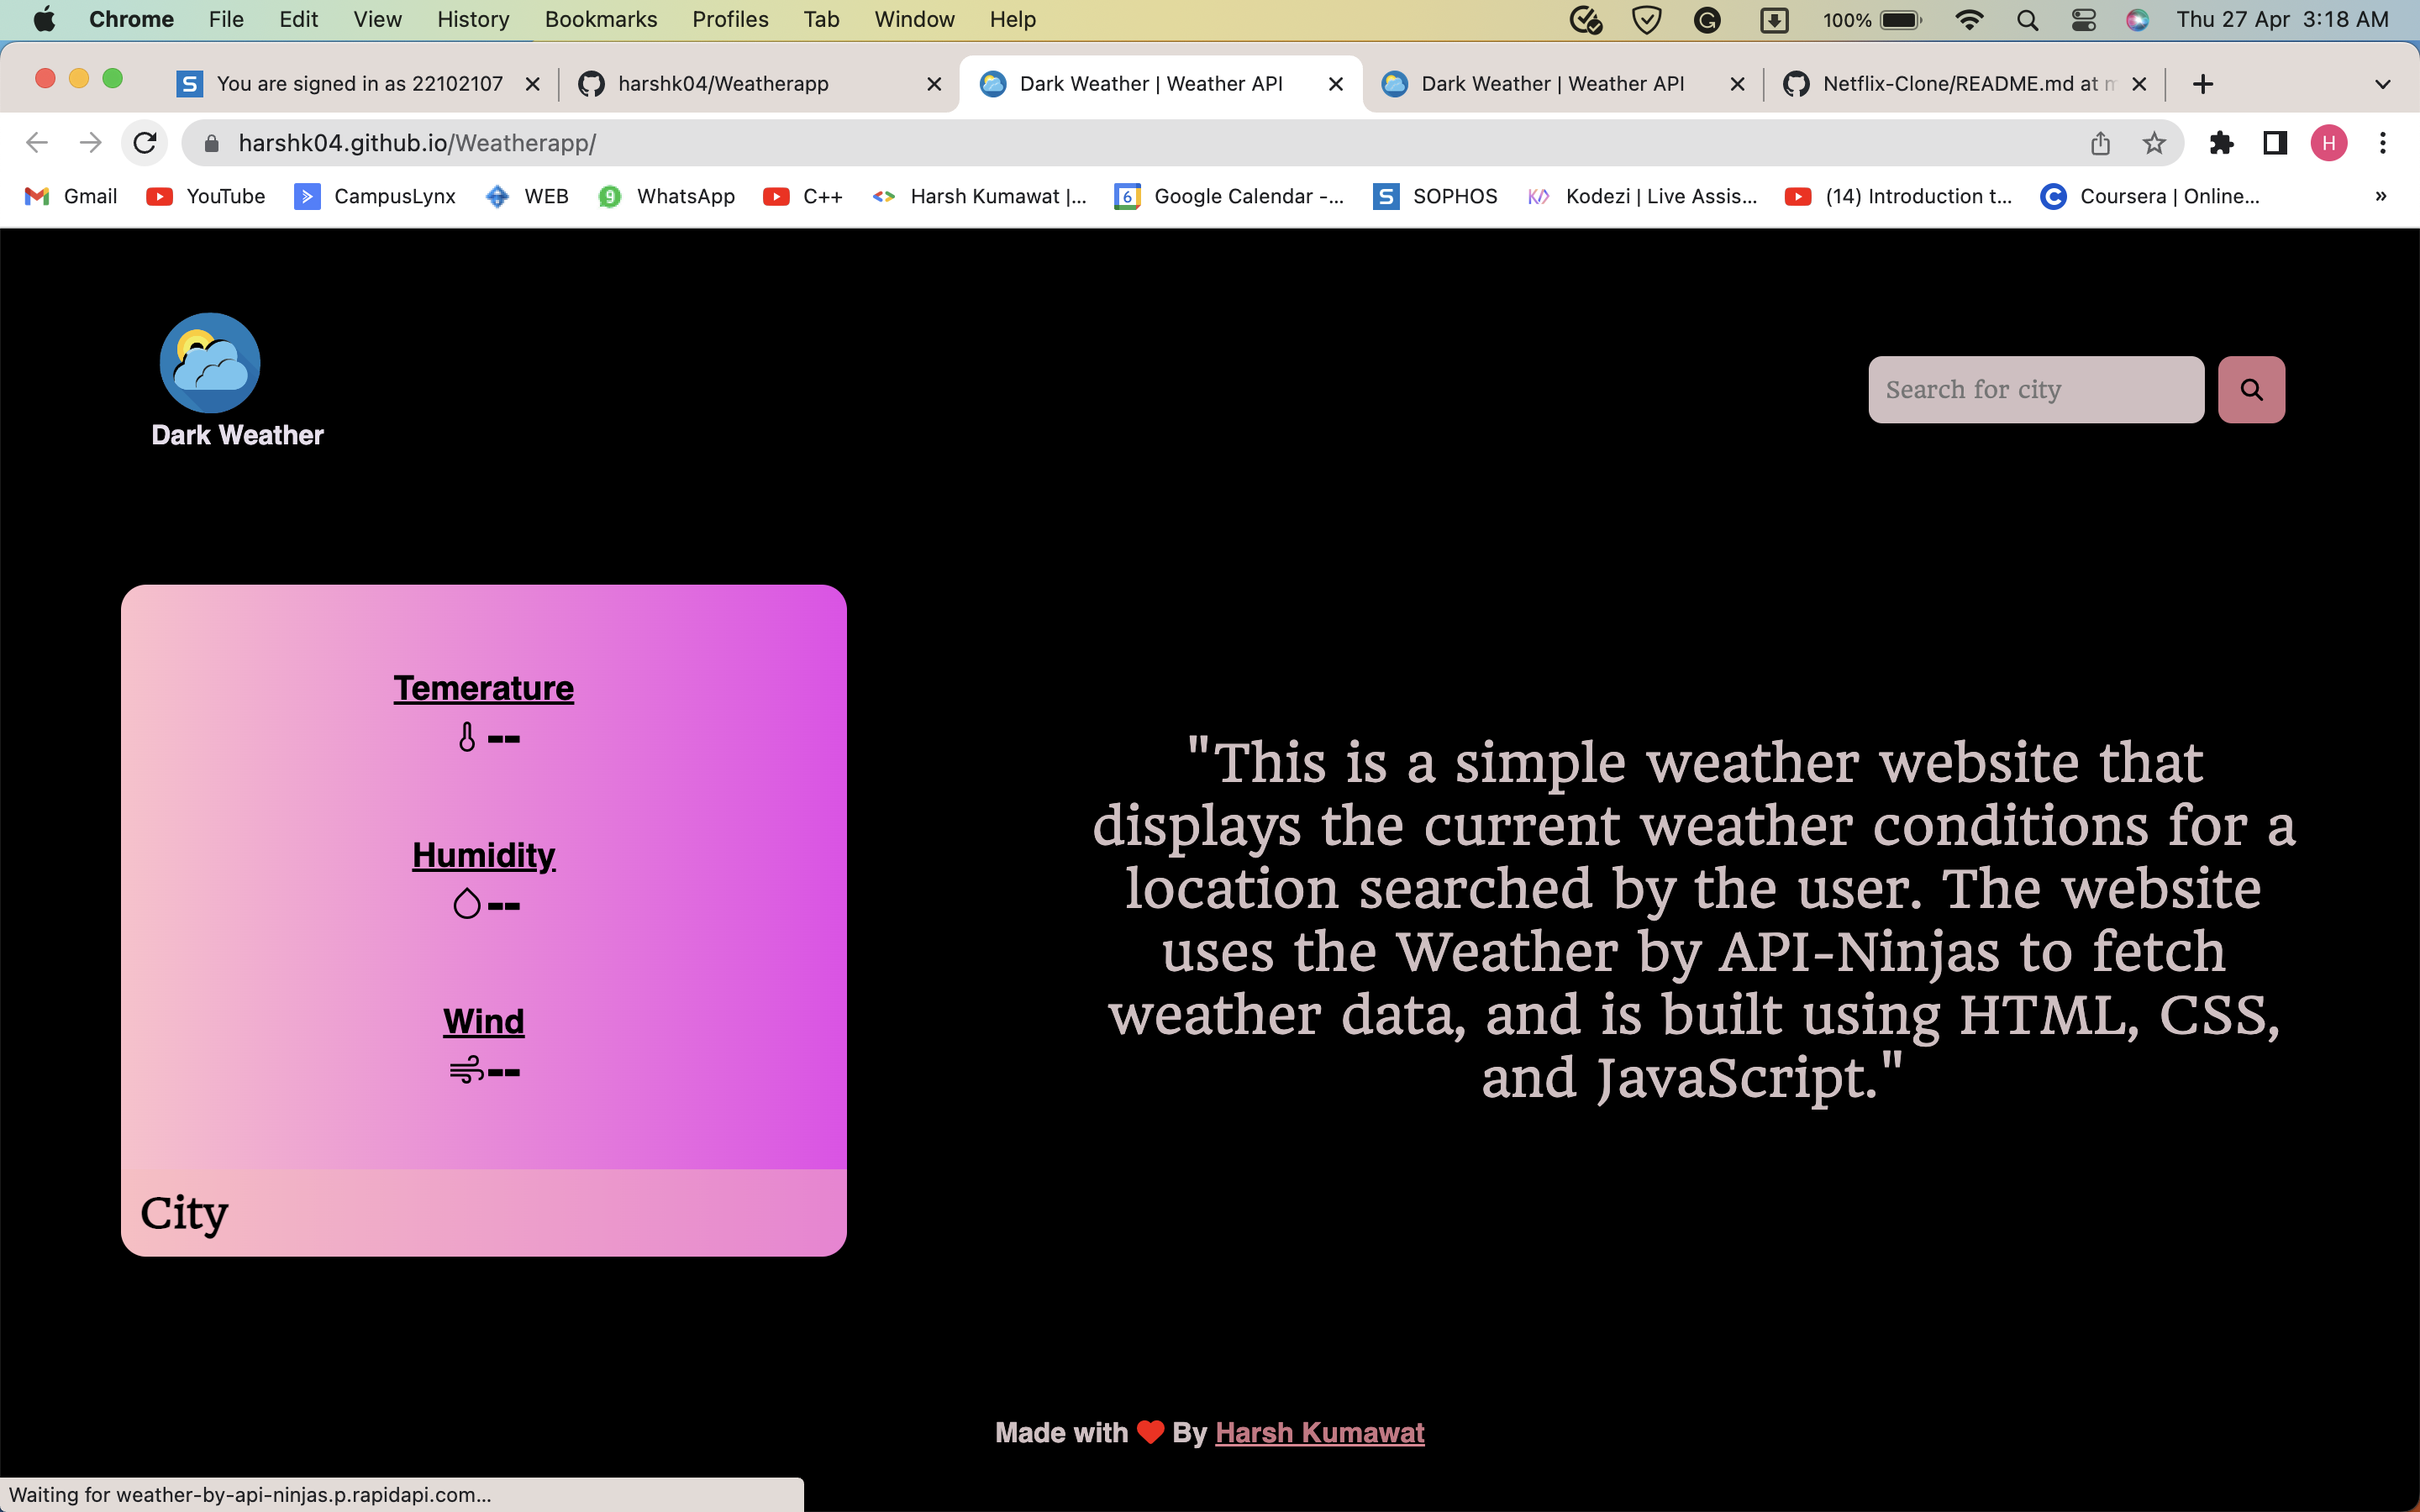 Chrome File Edit View History Bookmarks Profiles Tab Window Help 100% Thu 27 Apr 3:18 AM
You are signed in as 22102107 harshk04/Weatherapp Dark Weather | Weather API Dark Weather | Weather API Netflix-Clone/README.md at m
harshk04.github.io/Weatherapp/ H
Gmail YouTube CampusLynx WEB WhatsApp C++ Harsh Kumawat |... Google Calendar -... SOPHOS Kodezi | Live Assis... (14) Introduction t... Coursera | Online... »
Search for city
Dark Weather
Temerature
--
Humidity
--
Wind
--
City
"This is a simple weather website that
displays the current weather conditions for a
location searched by the user. The website
uses the Weather by API-Ninjas to fetch
weather data, and is built using HTML, CSS,
and JavaScript."
Made with ❤️ By Harsh Kumawat
Waiting for weather-by-api-ninjas.p.rapidapi.com...